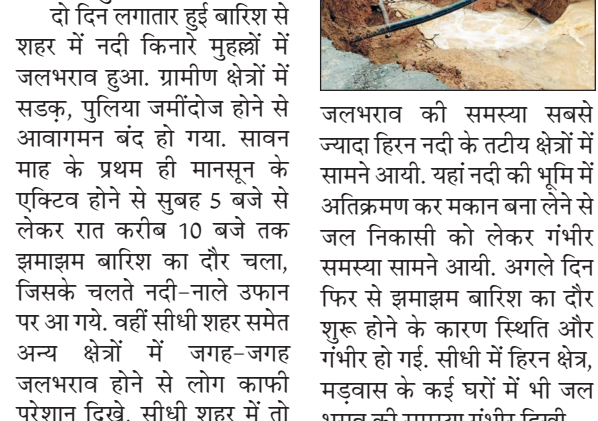 दो दिन लगातार हुई बारिश से
शहर में नदी किनारे मुहल्लों में
जलभराव हुआ. ग्रामीण क्षेत्रों में
सडक़, पुलिया जमींदोज होने से
आवागमन बंद हो गया. सावन
माह के प्रथम ही मानसून के
एक्टिव होने से सुबह 5 बजे से
लेकर रात करीब 10 बजे तक
झमाझम बारिश का दौर चला,
जिसके चलते नदी-नाले उफान
पर आ गये. वहीं सीधी शहर समेत
अन्य क्षेत्रों में जगह-जगह
जलभराव होने से लोग काफी
परेशान दिखे. सीधी शहर में तो
जलभराव की समस्या सबसे
ज्यादा हिरन नदी के तटीय क्षेत्रों में
सामने आयी. यहां नदी की भूमि में
अतिक्रमण कर मकान बना लेने से
जल निकासी को लेकर गंभीर
समस्या सामने आयी. अगले दिन
फिर से झमाझम बारिश का दौर
शुरू होने के कारण स्थिति और
गंभीर हो गई. सीधी में हिरन क्षेत्र,
मड़वास के कई घरों में भी जल
भराव की समस्या गंभीर दिखी